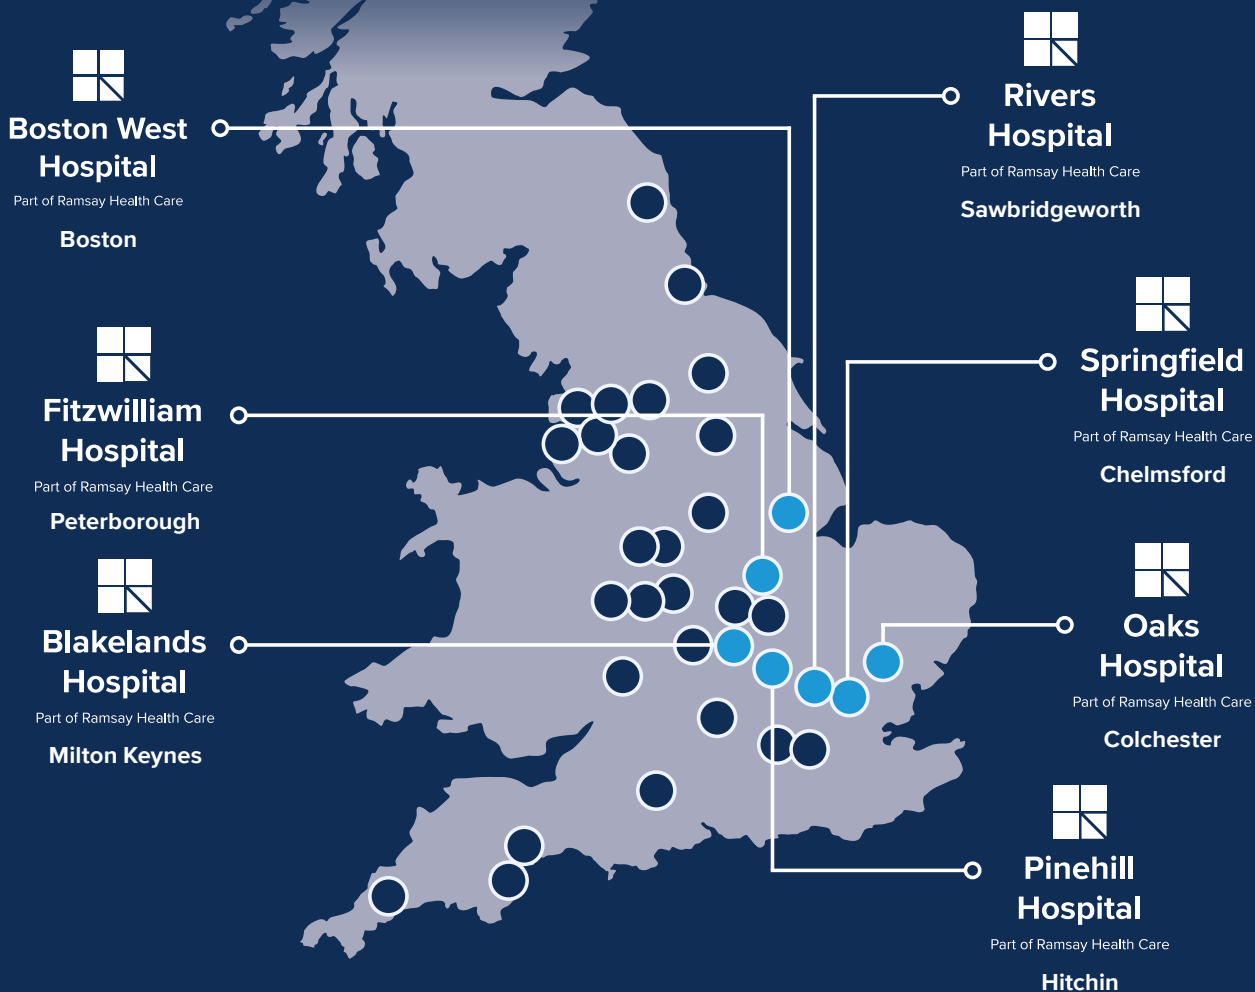 Boston West
Hospital
Part of Ramsay Health Care
Boston
Fitzwilliam
Hospital
Part of Ramsay Health Care
Peterborough
Blakelands
Hospital
Part of Ramsay Health Care
Milton Keynes
Rivers
Hospital
Part of Ramsay Health Care
Sawbridgeworth
Springfield
Hospital
Part of Ramsay Health Care
Chelmsford
Oaks
Hospital
Part of Ramsay Health Care
Colchester
Pinehill
Hospital
Part of Ramsay Health Care
Hitchin